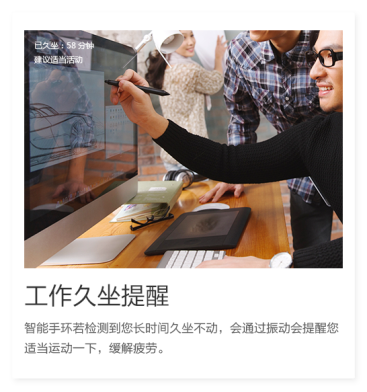 已久坐：58 分钟
建议适当活动
工作久坐提醒
智能手环若检测到您长时间久坐不动，会通过振动会提醒您
适当运动一下，缓解疲劳。